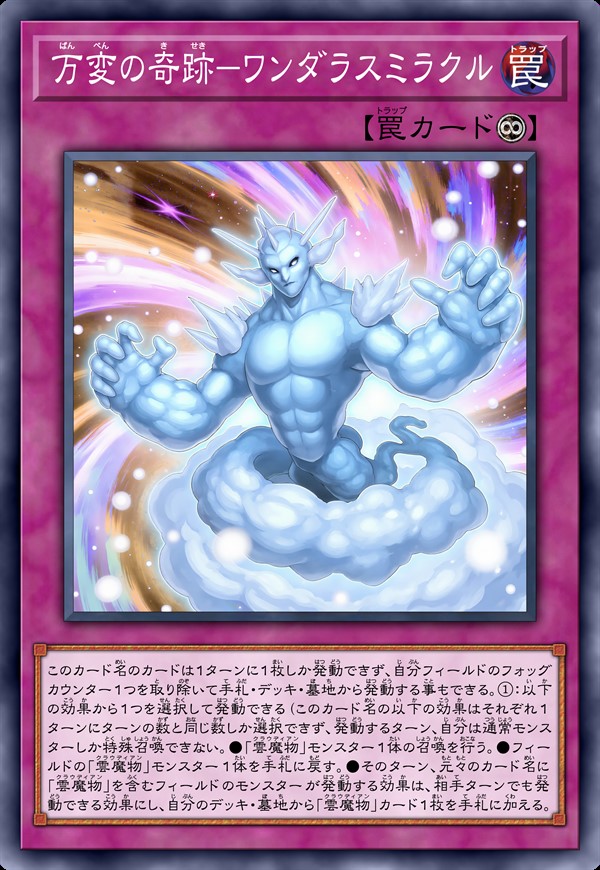 万変の奇跡－ワンダラスミラクル 罠
【罠カード】
このカード名のカードは1ターンに1枚しか発動できず、自分フィールドのフォッグ
カウンター1つを取り除いて手札・デッキ・墓地から発動する事もできる。①：以下
の効果から1つを選択して発動できる（このカード名の以下の効果はそれぞれ1
ターンにターンの数と同じ数しか選択できず、発動するターン、自分は通常モンス
ターしか特殊召喚できない。●「雲魔物」モンスター1体の召喚を行う。●フィー
ルドの「雲魔物」モンスター1体を手札に戻す。●そのターン、元々のカード名に
「雲魔物」を含むフィールドのモンスターが発動する効果は、相手ターンでも発
動できる効果にし、自分のデッキ・墓地から「雲魔物」カード1枚を手札に加える。